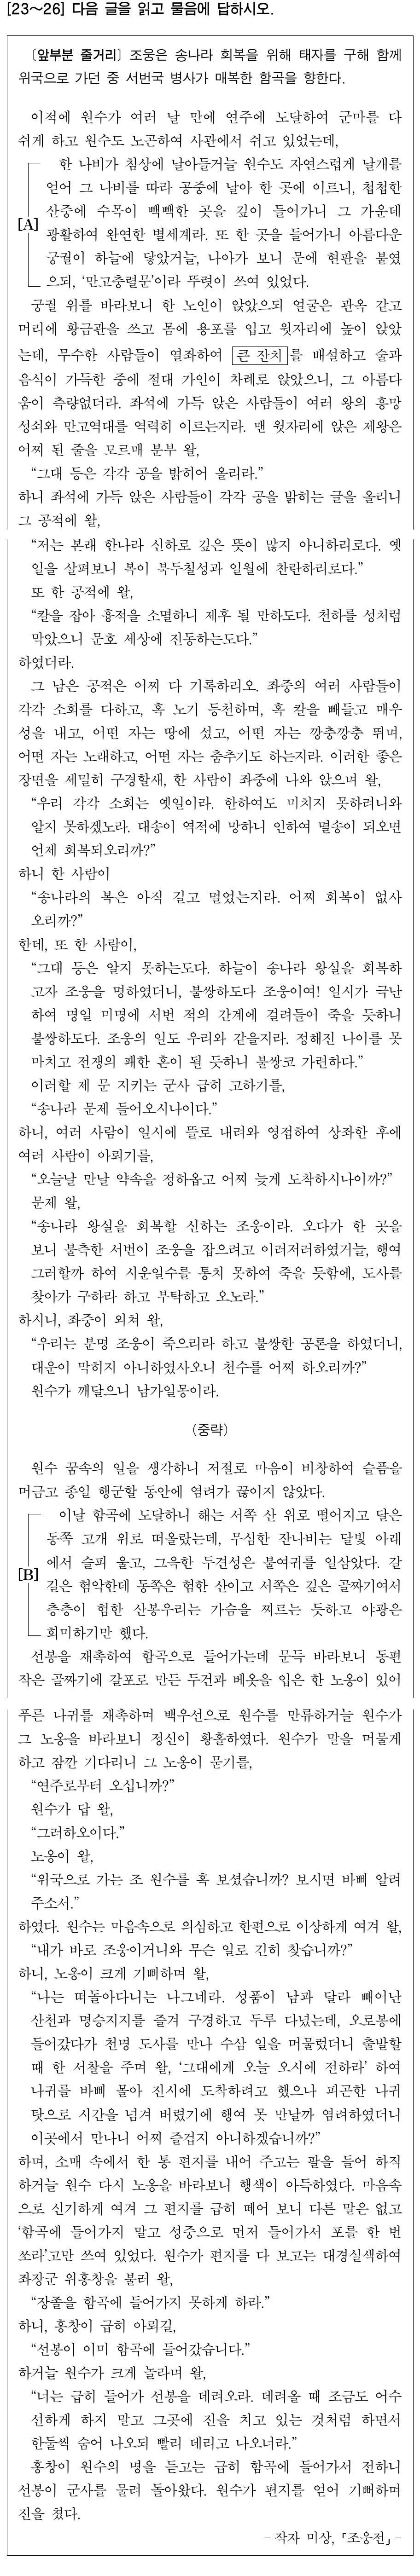 [23~26] 다음 글을 읽고 물음에 답하시오.
[앞부분 줄거리] 조웅은 송나라 회복을 위해 태자를 구해 함께
위국으로 가던 중 서번국 병사가 매복한 함곡을 향한다.
이적에 원수가 여러 날 만에 연주에 도달하여 군마를 다
쉬게 하고 원수도 노곤하여 사관에서 쉬고 있었는데,
한 나비가 침상에 날아들거늘 원수도 자연스럽게 날개를
얻어 그 나비를 따라 공중에 날아 한 곳에 이르니, 첩첩한
산중에 수목이 빽빽한 곳을 깊이 들어가니 그 가운데
[A]
광활하여 완연한 별세계라. 또 한 곳을 들어가니 아름다운
궁궐이 하늘에 닿았거늘, 나아가 보니 문에 현판을 붙였
으되, ‘만고충렬문’이라 뚜렷이 쓰여 있었다.
궁궐 위를 바라보니 한 노인이 앉았으되 얼굴은 관옥 같고
머리에 황금관을 쓰고 몸에 용포를 입고 윗자리에 높이 앉았
는데, 무수한 사람들이 열좌하여 큰 잔치를 배설하고 술과
음식이 가득한 중에 절대 가인이 차례로 앉았으니, 그 아름다
움이 측량없더라. 좌석에 가득 앉은 사람들이 여러 왕의 흥망
성쇠와 만고역대를 역력히 이르는지라. 맨 윗자리에 앉은 제왕은
어찌 된 줄을 모르매 분부 왈,
“그대 등은 각각 공을 밝히어 올리라.”
하니 좌석에 가득 앉은 사람들이 각각 공을 밝히는 글을 올리니
그 공적에 왈,
“저는 본래 한나라 신하로 깊은 뜻이 많지 아니하리로다. 옛
일을 살펴보니 복이 북두칠성과 일월에 찬란하리로다.”
또 한 공적에 왈,
“칼을 잡아 흉적을 소멸하니 제후 될 만하도다. 천하를 성처럼
막았으니 문호 세상에 진동하는도다.”
하였더라.
그 남은 공적은 어찌 다 기록하리오. 좌중의 여러 사람들이
각각 소회를 다하고, 혹 노기 등천하며, 혹 칼을 빼들고 매우
성을 내고, 어떤 자는 땅에 섰고, 어떤 자는 깡충깡충 뛰며,
어떤 자는 노래하고, 어떤 자는 춤추기도 하는지라. 이러한 좋은
장면을 세밀히 구경할새, 한 사람이 좌중에 나와 앉으며 왈,
“우리 각각 소회는 옛일이라. 한하여도 미치지 못하려니와
알지 못하겠노라. 대송이 역적에 망하니 인하여 멸송이 되오면
언제 회복되오리까?”
하니 한 사람이
“송나라의 복은 아직 길고 멀었는지라. 어찌 회복이 없사
오리까?”
한데, 또 한 사람이,
“그대 등은 알지 못하는도다. 하늘이 송나라 왕실을 회복하
고자 조웅을 명하였더니, 불쌍하도다 조웅이여! 일시가 극난
하여 명일 미명에 서번 적의 간계에 걸려들어 죽을 듯하니
불쌍하도다. 조웅의 일도 우리와 같을지라. 정해진 나이를 못
마치고 전쟁의 패한 혼이 될 듯하니 불쌍코 가련하다.”
이러할 제 문 지키는 군사 급히 고하기를,
“송나라 문제 들어오시나이다.”
하니, 여러 사람이 일시에 뜰로 내려와 영접하여 상좌한 후에
여러 사람이 아뢰기를,
“오늘날 만날 약속을 정하옵고 어찌 늦게 도착하시나이까?”
문제 왈,
“송나라 왕실을 회복할 신하는 조웅이라. 오다가 한 곳을
보니 불측한 서번이 조웅을 잡으려고 이러저러하였거늘, 행여
그러할까 하여 시운일수를 통치 못하여 죽을 듯함에, 도사를
찾아가 구하라 하고 부탁하고 오노라.”
하시니, 좌중이 외쳐 왈,
“우리는 분명 조웅이 죽으리라 하고 불쌍한 공론을 하였더니,
대운이 막히지 아니하였사오니 천수를 어찌 하오리까?”
원수가 깨달으니 남가일몽이라.
(중략)
원수 꿈속의 일을 생각하니 저절로 마음이 비창하여 슬픔을
머금고 종일 행군할 동안에 염려가 끊이지 않았다.
이날 함곡에 도달하니 해는 서쪽 산 위로 떨어지고 달은
동쪽 고개 위로 떠올랐는데, 무심한 잔나비는 달빛 아래
에서 슬피 울고, 그윽한 두견성은 불여귀를 일삼았다. 갈
[B]
길은 험악한데 동쪽은 험한 산이고 서쪽은 깊은 골짜기여서
층층이 험한 산봉우리는 가슴을 찌르는 듯하고 야광은
희미하기만 했다.
선봉을 재촉하여 함곡으로 들어가는데 문득 바라보니 동편
작은 골짜기에 갈포로 만든 두건과 베옷을 입은 한 노옹이 있어
푸른 나귀를 재촉하며 백우선으로 원수를 만류하거늘 원수가
그 노옹을 바라보니 정신이 황홀하였다. 원수가 말을 머물게
하고 잠깐 기다리니 그 노옹이 묻기를,
“연주로부터 오십니까?”
원수가 답 왈,
“그러하오이다.”
노옹이 왈,
“위국으로 가는 조 원수를 혹 보셨습니까? 보시면 바삐 알려
주소서.”
하였다. 원수는 마음속으로 의심하고 한편으로 이상하게 여겨 왈,
“내가 바로 조웅이거니와 무슨 일로 긴히 찾습니까?”
하니, 노옹이 크게 기뻐하며 왈,
“나는 떠돌아다니는 나그네라. 성품이 남과 달라 빼어난
산천과 명승지지를 즐겨 구경하고 두루 다녔는데, 오로봉에
들어갔다가 천명 도사를 만나 수삼 일을 머물렀더니 출발할
때 한 서찰을 주며 왈, ‘그대에게 오늘 오시에 전하라’ 하여
나귀를 바삐 몰아 진시에 도착하려고 했으나 피곤한 나귀
탓으로 시간을 넘겨 버렸기에 행여 못 만날까 염려하였더니
이곳에서 만나니 어찌 즐겁지 아니하겠습니까?”
하며, 소매 속에서 한 통 편지를 내어 주고는 팔을 들어 하직
하거늘 원수 다시 노옹을 바라보니 행색이 아득하였다. 마음속
으로 신기하게 여겨 그 편지를 급히 떼어 보니 다른 말은 없고
‘함곡에 들어가지 말고 성중으로 먼저 들어가서 포를 한 번
쏘라’고만 쓰여 있었다. 원수가 편지를 다 보고는 대경실색하여
좌장군 위홍창을 불러 왈,
“장졸을 함곡에 들어가지 못하게 하라.”
하니, 홍창이 급히 아뢰길,
“선봉이 이미 함곡에 들어갔습니다.”
하거늘 원수가 크게 놀라며 왈,
“너는 급히 들어가 선봉을 데려오라. 데려올 때 조금도 어수
선하게 하지 말고 그곳에 진을 치고 있는 것처럼 하면서
한둘씩 숨어 나오되 빨리 데리고 나오너라.”
홍창이 원수의 명을 듣고는 급히 함곡에 들어가서 전하니
선봉이 군사를 물려 돌아왔다. 원수가 편지를 얻어 기뻐하며
진을 쳤다.
- 작자 미상, 「조웅전」 -